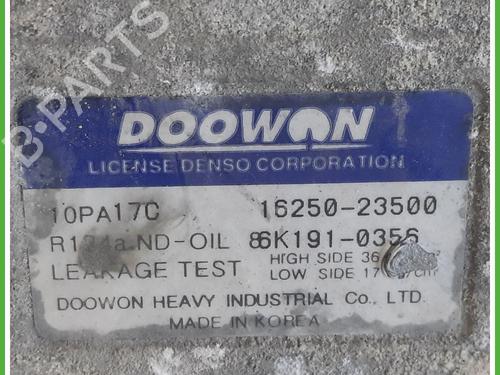 B-PARTS
DOOWON
LICENSE DENSO CORPORATION
10PA17C 16250-23500
R134a ND-OIL 8 6K191-0356
LEAKAGE TEST HIGH SIDE 36
LOW SIDE 17
DOOWON HEAVY INDUSTRIAL Co., LTD.
MADE IN KOREA